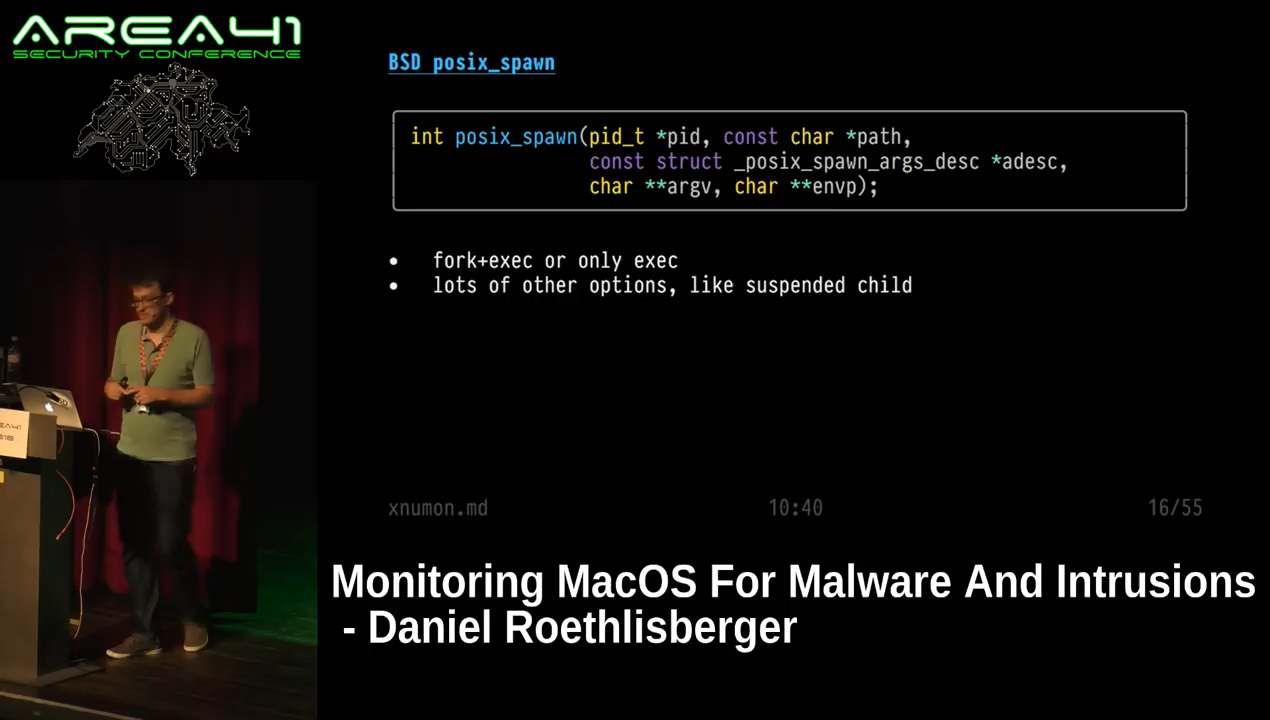 AREA41
SECURITY CONFERENCE
BSD posix_spawn
int posix_spawn(pid_t *pid, const char *path,
const struct _posix_spawn_args_desc *adesc,
char **argv, char **envp);
• fork+exec or only exec
• lots of other options, like suspended child
xnumon.md 10:40 16/55
Monitoring MacOS For Malware And Intrusions
- Daniel Roethlisberger